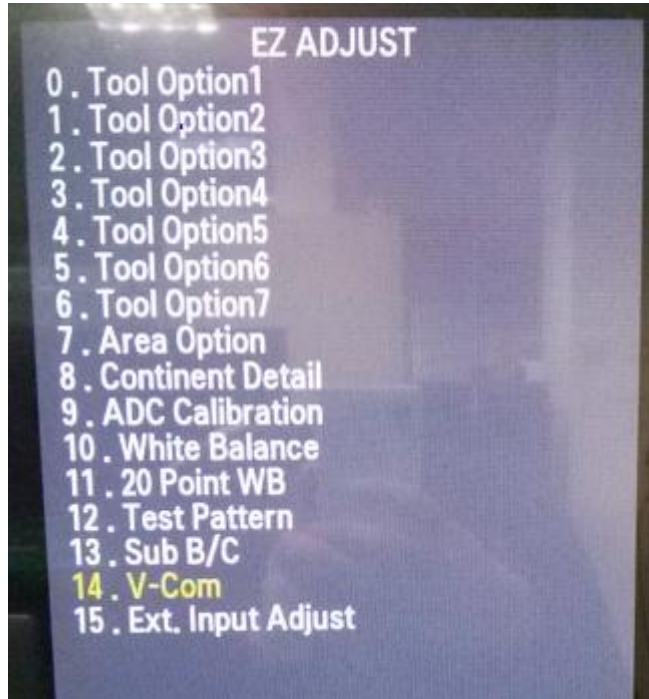 EZ ADJUST
0 . Tool Option1
1 . Tool Option2
2 . Tool Option3
3 . Tool Option4
4 . Tool Option5
5 . Tool Option6
6 . Tool Option7
7 . Area Option
8 . Continent Detail
9 . ADC Calibration
10 . White Balance
11 . 20 Point WB
12 . Test Pattern
13 . Sub B/C
14 . V-Com
15 . Ext. Input Adjust